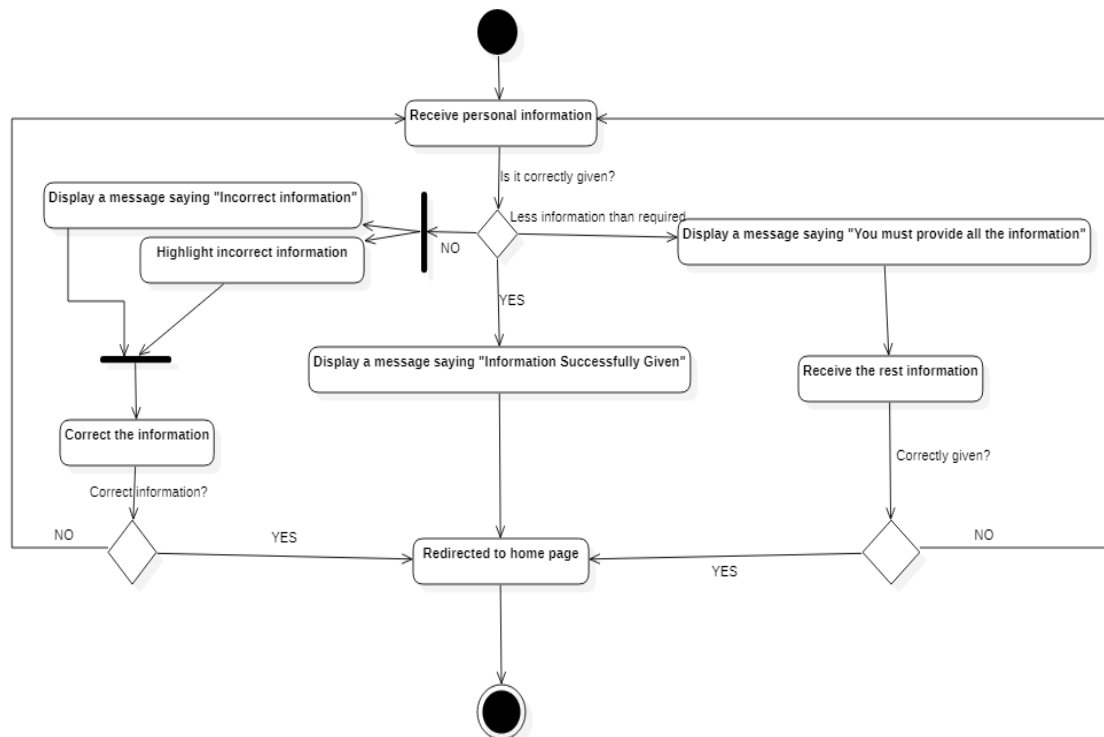 Receive personal information
Is it correctly given?
Display a message saying "Incorrect information"
Less information than required
Display a message saying "You must provide all the information"
Highlight incorrect information
NO
YES
Display a message saying "Information Successfully Given"
Receive the rest information
Correct the information
Correctly given?
Correct information?
NO
YES
Redirected to home page
YES
NO